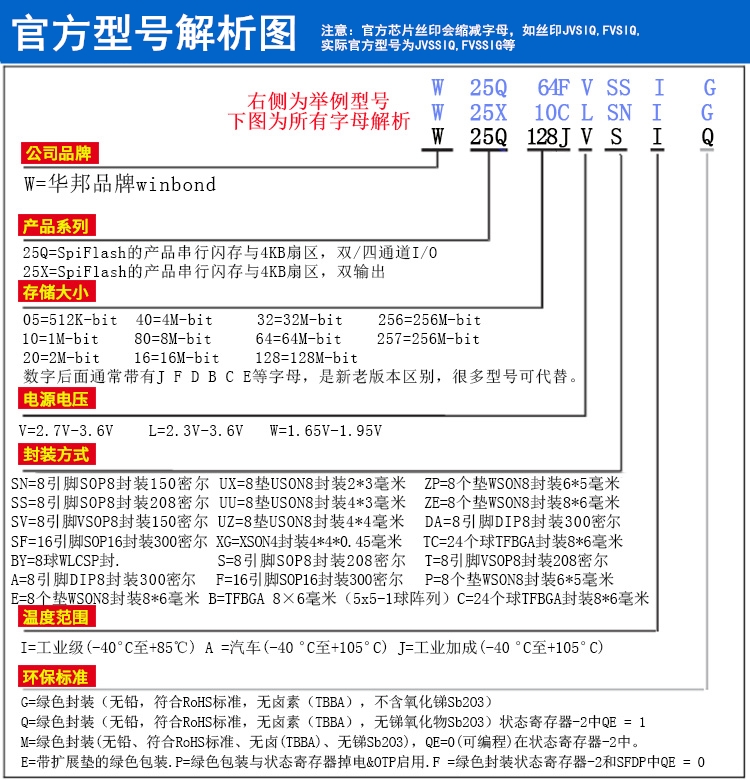 官方型号解析图
注意：官方芯片丝印会缩减字母，如丝印JVSIQ,FVSIQ,
实际官方型号为JVSSIQ,FVSSIG等
右侧为举例型号
下图为所有字母解析
W 25Q 64F V SS I G
W 25X 10C L SN I G
W 25Q 128J V S I Q
公司品牌
W=华邦品牌winbond
产品系列
25Q=SpiFlash的产品串行闪存与4KB扇区，双/四通道I/O
25X=SpiFlash的产品串行闪存与4KB扇区，双输出
存储大小
05=512K-bit 40=4M-bit 32=32M-bit 256=256M-bit
10=1M-bit 80=8M-bit 64=64M-bit 257=256M-bit
20=2M-bit 16=16M-bit 128=128M-bit
数字后面通常带有J F D B C E等字母，是新老版本区别，很多型号可代替。
电源电压
V=2.7V-3.6V L=2.3V-3.6V W=1.65V-1.95V
封装方式
SN=8引脚SOP8封装150密尔 UX=8垫USON8封装2*3毫米 ZP=8个垫WSON8封装6*5毫米
SS=8引脚SOP8封装208密尔 UU=8垫USON8封装4*3毫米 ZE=8个垫WSON8封装8*6毫米
SV=8引脚VSOP8封装150密尔 UZ=8垫USON8封装4*4毫米 DA=8引脚DIP8封装300密尔
SF=16引脚SOP16封装300密尔 XG=XSON4封装4*4*0.45毫米 TC=24个球TFBGA封装8*6毫米
BY=8球WLCSP封. S=8引脚SOP8封装208密尔 T=8引脚VSOP8封装208密尔
A=8引脚DIP8封装300密尔 F=16引脚SOP16封装300密尔 P=8个垫WSON8封装6*5毫米
E=8个垫WSON8封装8*6毫米 B=TFBGA 8×6毫米（5x5-1球阵列）C=24个球TFBGA封装8*6毫米
温度范围
I=工业级(-40°C至+85℃) A =汽车(-40 °C至+105°C) J=工业加成(-40 °C至+105°C)
环保标准
G=绿色封装（无铅，符合RoHS标准，无卤素（TBBA），不含氧化锑Sb2O3）
Q=绿色封装（无铅，符合RoHS标准，无卤素（TBBA），无锑氧化物Sb2O3）状态寄存器-2中QE = 1
M=绿色封装(无铅、符合RoHS标准、无卤(TBBA)、无锑Sb2O3)，QE=0(可编程)在状态寄存器-2中。
E=带扩展垫的绿色包装.P=绿色包装与状态寄存器掉电&OTP启用.F =绿色封装状态寄存器-2和SFDP中QE = 0